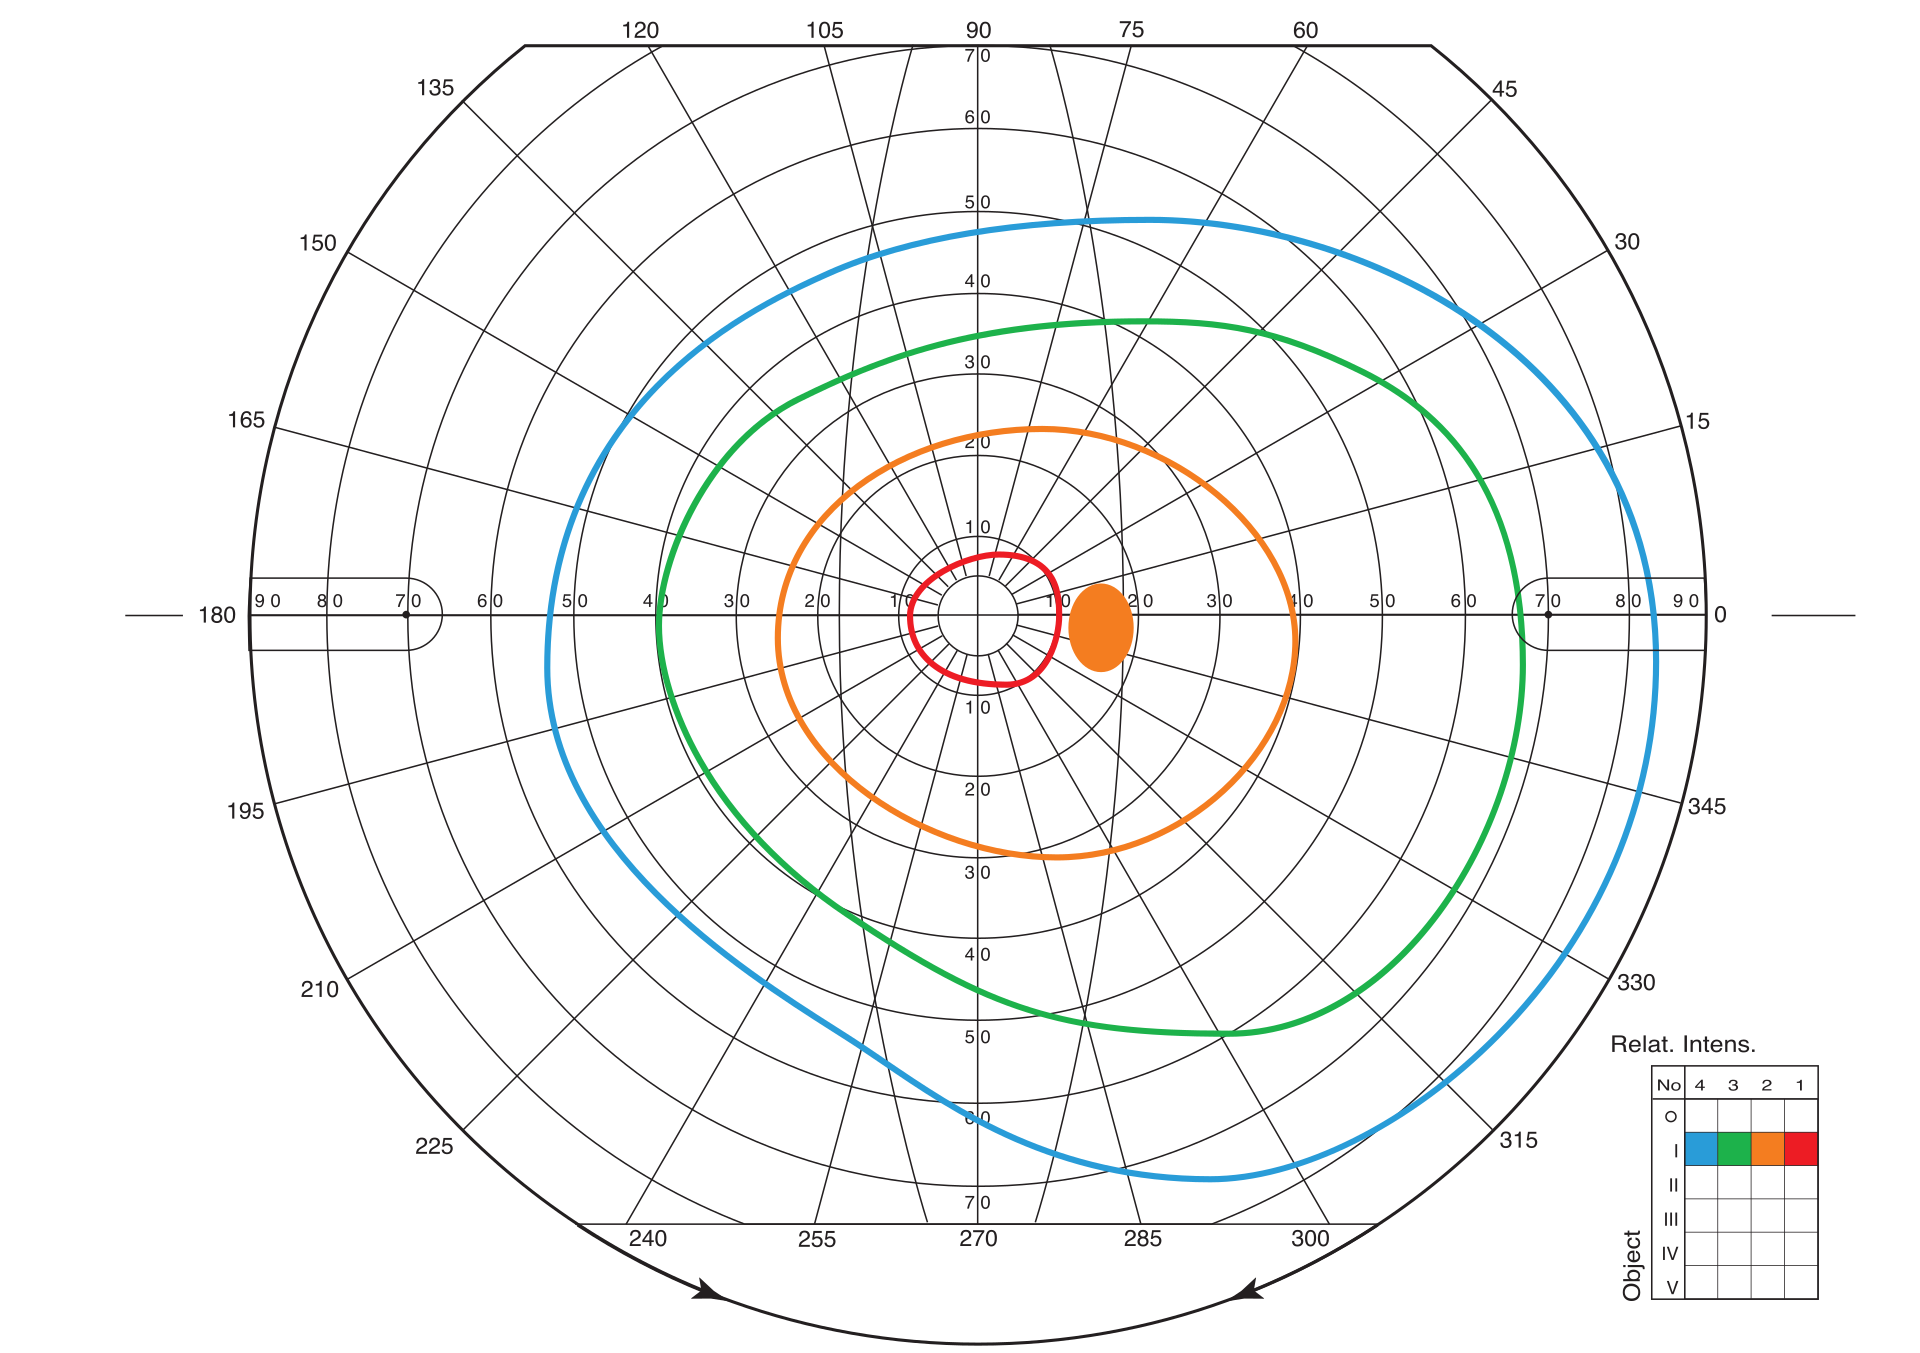 120 105 90 75 60
70
135 45
60
50
150 30
40
30
165 15
20
10
180 90 80 70 60 50 40 30 20 10 10 20 30 40 50 60 70 80 90 0
10
195 345
20
30
40
210 330
50
Relat. Intens.
No 4 3 2 1
O
60
225 315
I
II
70
III
240 255 270 285 300
IV
V
Object